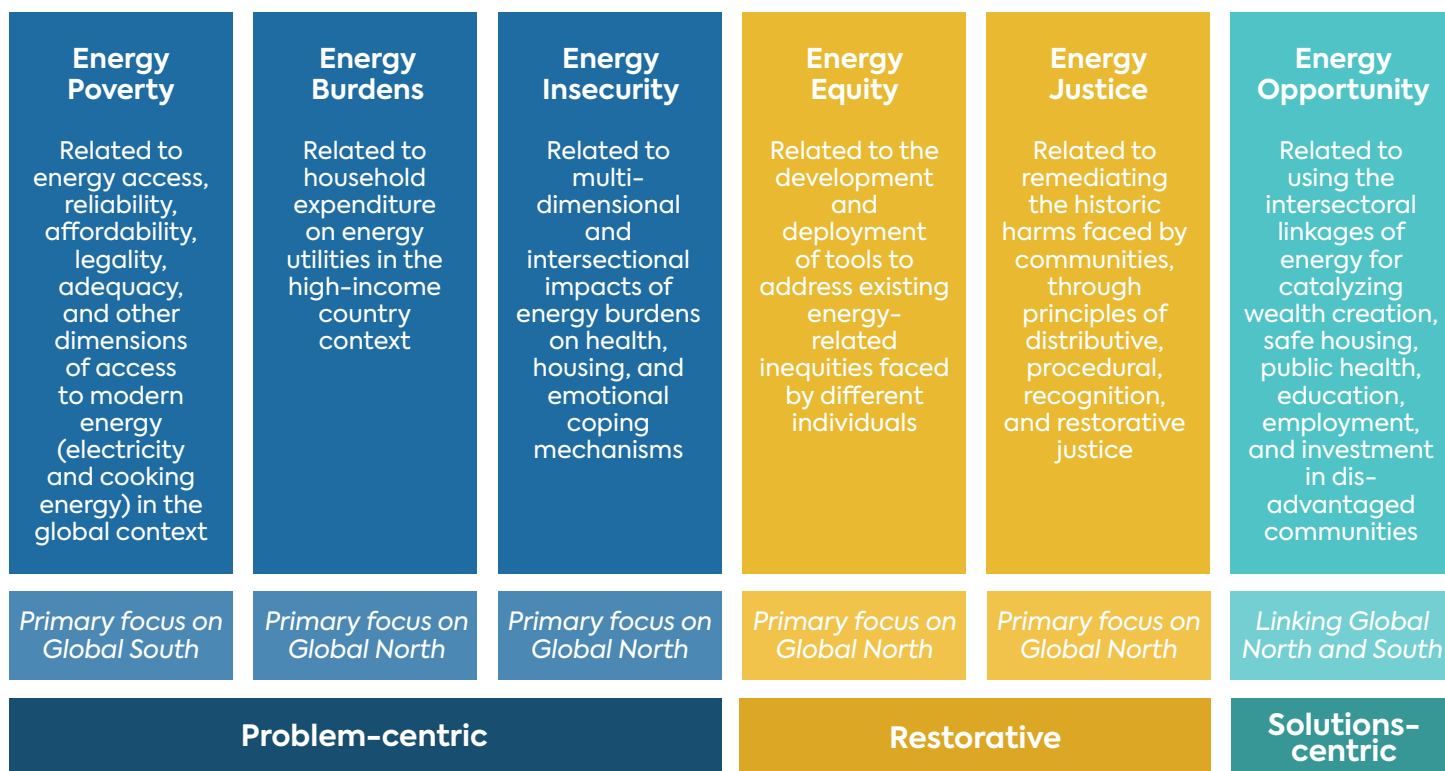 Energy
Poverty
Related to
energy access,
reliability,
affordability,
legality,
adequacy,
and other
dimensions
of access
to modern
energy
(electricity
and cooking
energy) in the
global context
Primary focus on
Global South
Energy
Burdens
Related to
household
expenditure
on energy
utilities in the
high-income
country
context
Primary focus on
Global North
Energy
Insecurity
Related to
multi-
dimensional
and
intersectional
impacts of
energy burdens
on health,
housing, and
emotional
coping
mechanisms
Primary focus on
Global North
Energy
Equity
Related to the
development
and
deployment
of tools to
address existing
energy-
related
inequities faced
by different
individuals
Primary focus on
Global North
Energy
Justice
Related to
remediating
the historic
harms faced by
communities,
through
principles of
distributive,
procedural,
recognition,
and restorative
justice
Primary focus on
Global North
Energy
Opportunity
Related to
using the
intersectoral
linkages of
energy for
catalyzing
wealth creation,
safe housing,
public health,
education,
employment,
and investment
in dis-
advantaged
communities
Linking Global
North and South
Problem-centric
Restorative
Solutions-
centric